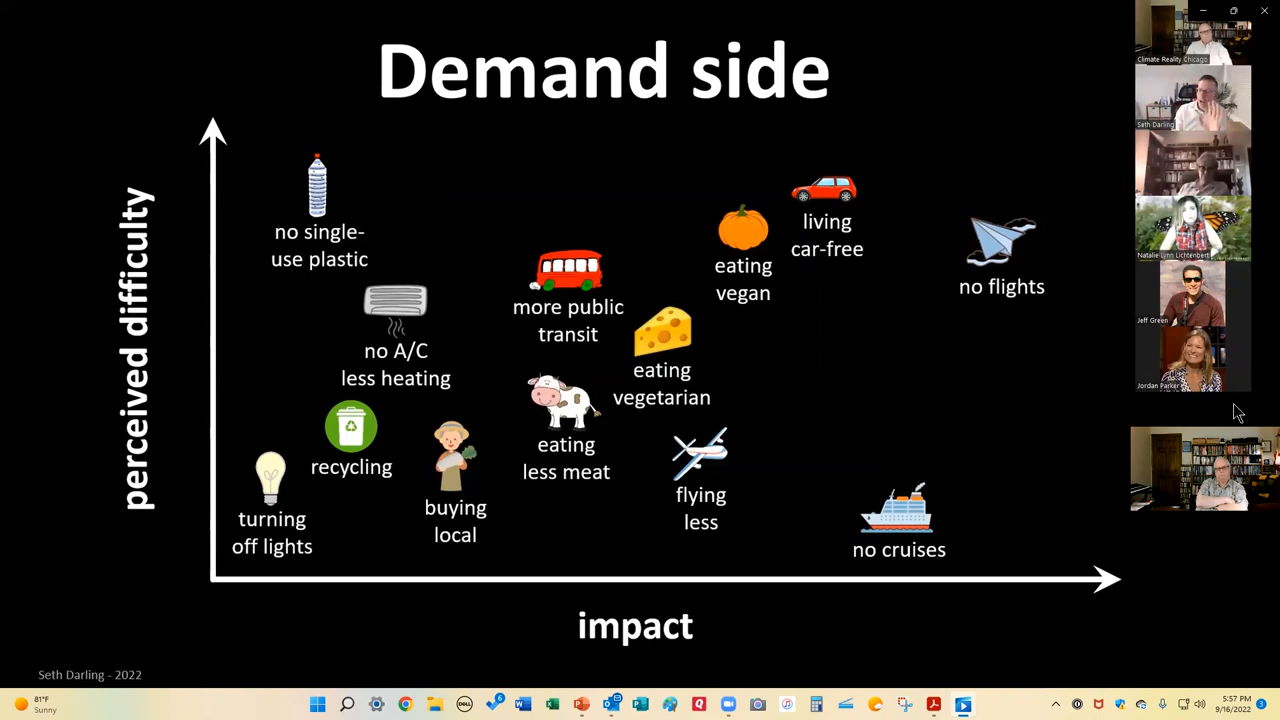 Demand side
perceived difficulty
no single-
use plastic
no A/C
less heating
recycling
turning
off lights
buying
local
more public
transit
eating
less meat
eating
vegetarian
eating
vegan
living
car-free
flying
less
no flights
no cruises
impact
Seth Darling - 2022
Climate Reality Chicago
Seth Darling
Natalie Lynn Lichtenbert
Jeff Green
Jordan Parker
81°F
Sunny
6
5:57 PM
9/16/2022
3